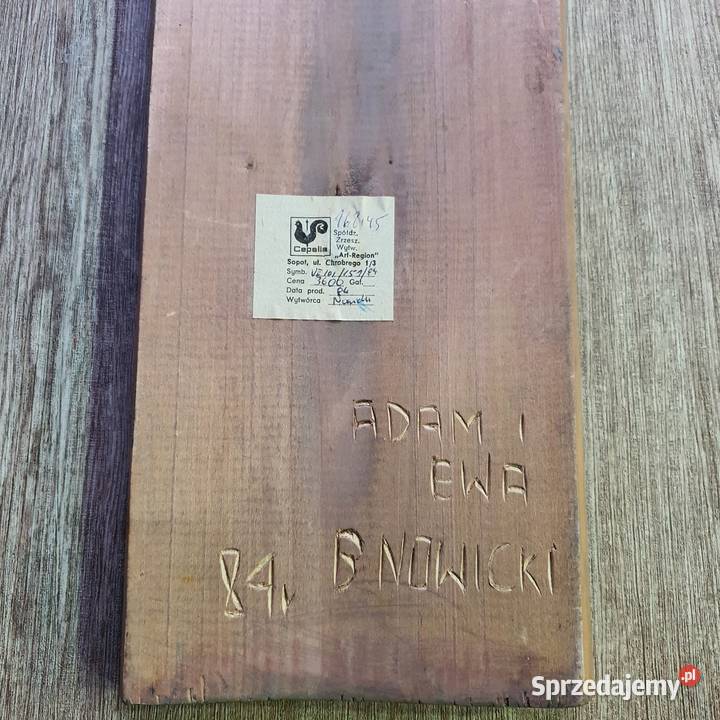 Cepelia
Spółdz.
Zrzesz.
Wytw.
„Art-Region"
Sopot, ul. Chrobrego 1/3
Symb.
Cena 3600 Gat.
Data prod. 84
Wytwórca
ADAM I
EWA
84r B NOWICKI
Sprzedajemy.pl